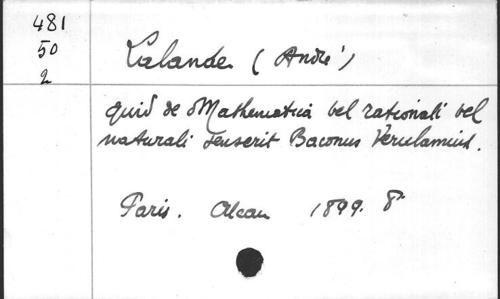 481
50
2
Lalande (André)
quid de Mathematica vel rationali vel
naturali senserit Baconus Verulamius.
Paris. Alcan 1899. 8°